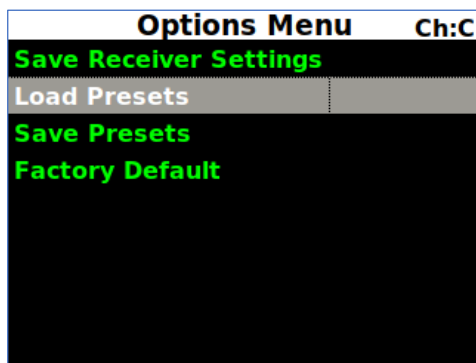 Options Menu Ch:C
Save Receiver Settings
Load Presets
Save Presets
Factory Default